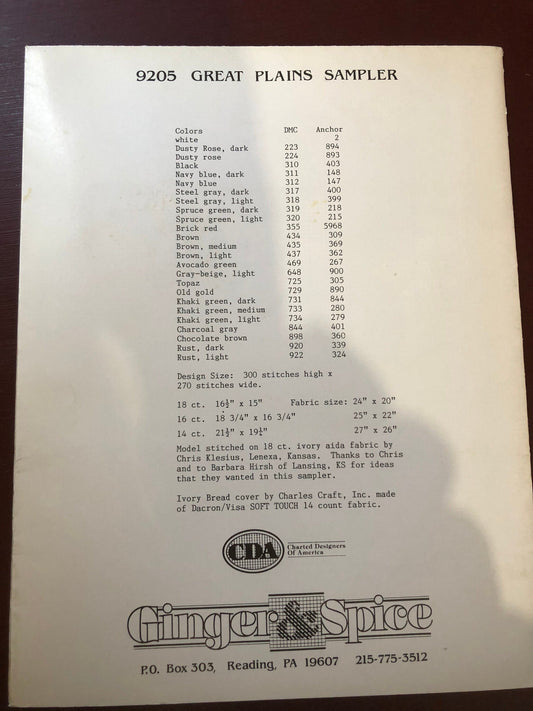 9205 GREAT PLAINS SAMPLER
Colors DMC Anchor
white 2
Dusty Rose, dark 223 894
Dusty rose 224 893
Black 310 403
Navy blue, dark 311 148
Navy blue 312 147
Steel gray, dark 317 400
Steel gray, light 318 399
Spruce green, dark 319 218
Spruce green, light 320 215
Brick red 355 5968
Brown 434 309
Brown, medium 435 369
Brown, light 437 362
Avocado green 469 267
Gray-beige, light 648 900
Topaz 725 305
Old gold 729 890
Khaki green, dark 731 844
Khaki green, medium 733 280
Khaki green, light 734 279
Charcoal gray 844 401
Chocolate brown 898 360
Rust, dark 920 339
Rust, light 922 324
Design Size: 300 stitches high x
270 stitches wide.
18 ct. 16½" x 15" Fabric size: 24" x 20"
16 ct. 18 3/4" x 16 3/4" 25" x 22"
14 ct. 21½" x 19¼" 27" x 26"
Model stitched on 18 ct. ivory aida fabric by
Chris Klesius, Lenexa, Kansas. Thanks to Chris
and to Barbara Hirsh of Lansing, KS for ideas
that they wanted in this sampler.
Ivory Bread cover by Charles Craft, Inc. made
of Dacron/Visa SOFT TOUCH 14 count fabric.
CDA Charted Designers
Of America
Ginger & Spice
P.O. Box 303, Reading, PA 19607 215-775-3512